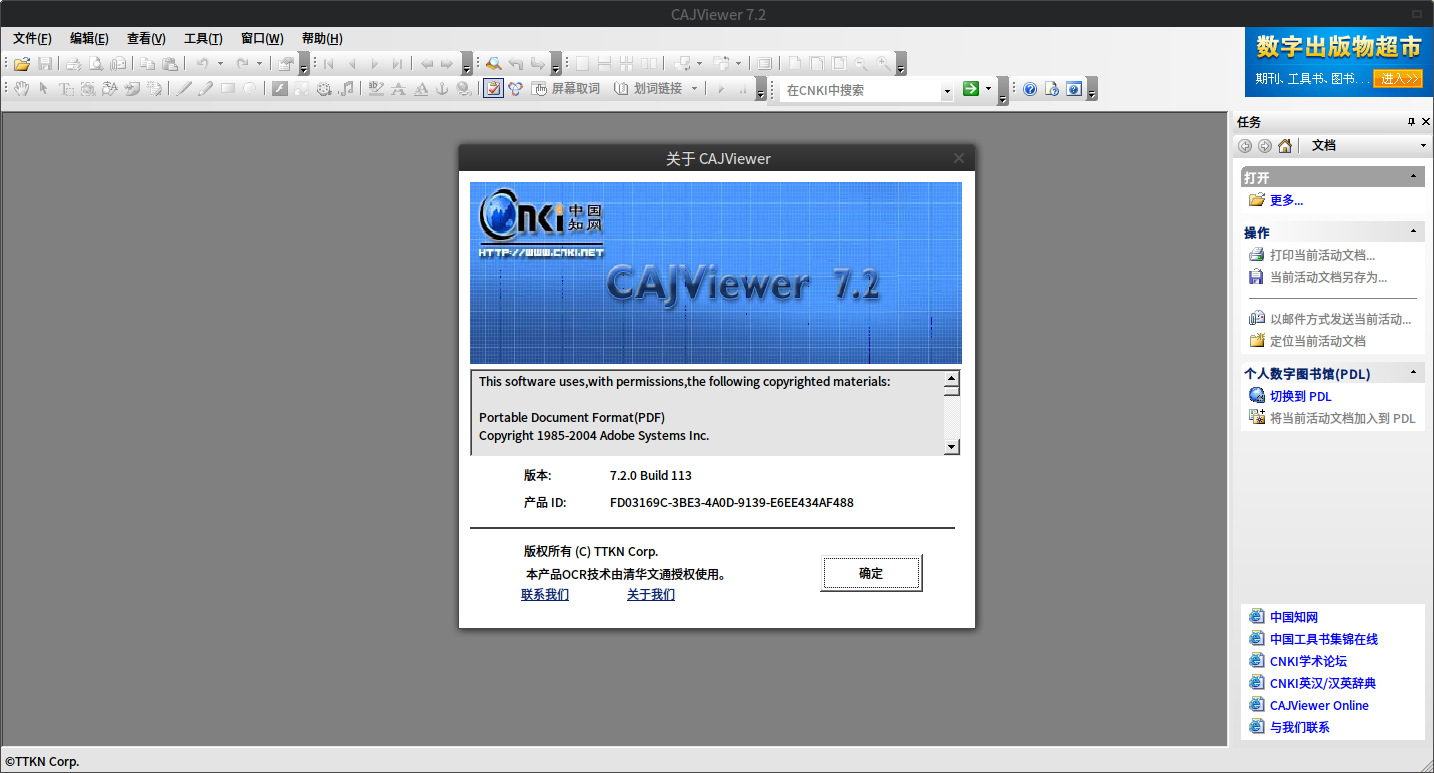 CAJViewer 7.2
文件(F) 编辑(E) 查看(V) 工具(T) 窗口(W) 帮助(H)
数字出版物超市
期刊、工具书、图书... 进入>>
屏幕取词 划词链接 在CNKI中搜索
任务
文档
打开
更多...
操作
打印当前活动文档...
当前活动文档另存为...
以邮件方式发送当前活动...
定位当前活动文档
个人数字图书馆(PDL)
切换到 PDL
将当前活动文档加入到 PDL
中国知网
中国工具书集锦在线
CNKI学术论坛
CNKI英汉/汉英辞典
CAJViewer Online
与我们联系
关于 CAJViewer
Cnki 中国知网
HTTP://WWW.CNKI.NET
CAJViewer 7.2
This software uses,with permissions,the following copyrighted materials:
Portable Document Format(PDF)
Copyright 1985-2004 Adobe Systems Inc.
版本: 7.2.0 Build 113
产品 ID: FD03169C-3BE3-4A0D-9139-E6EE434AF488
版权所有 (C) TTKN Corp.
本产品OCR技术由清华文通授权使用。
确定
联系我们 关于我们
©TTKN Corp.